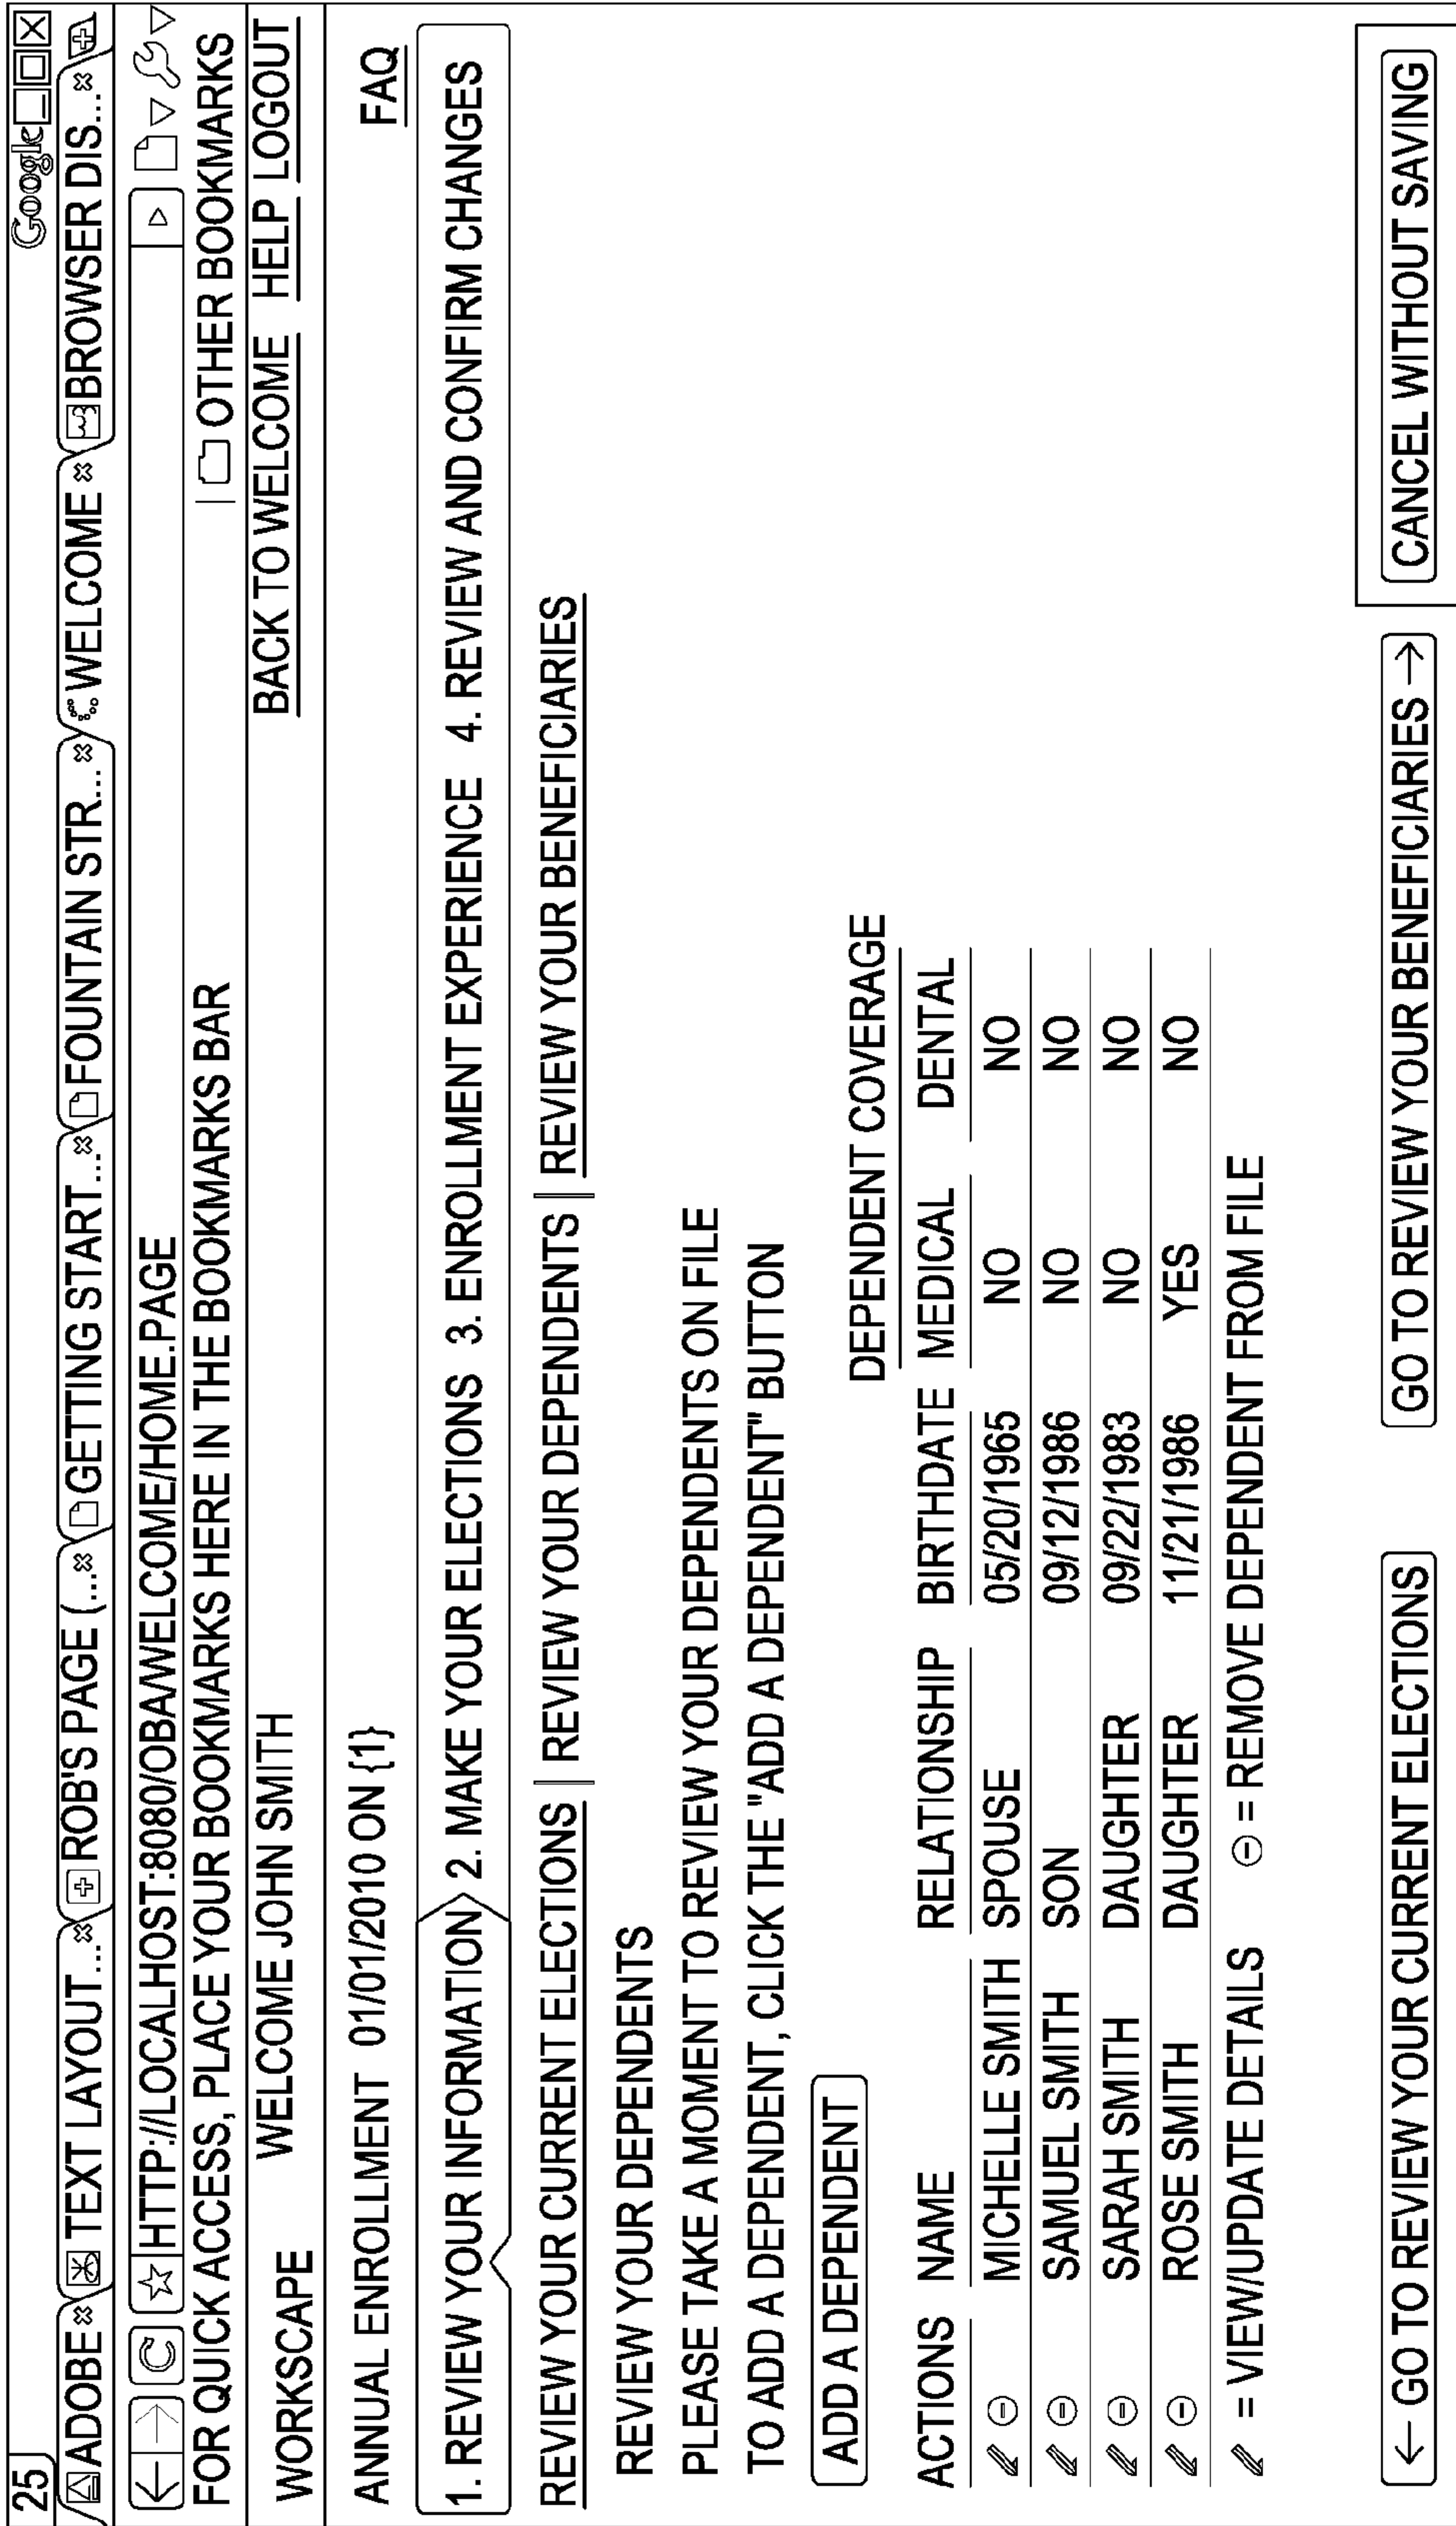 25 Google
ADOBE TEXT LAYOUT... ROB'S PAGE (... GETTING START... FOUNTAIN STR... WELCOME BROWSER DIS...
HTTP://LOCALHOST:8080/OBA/WELCOME/HOME.PAGE
FOR QUICK ACCESS, PLACE YOUR BOOKMARKS HERE IN THE BOOKMARKS BAR OTHER BOOKMARKS
WORKSCAPE WELCOME JOHN SMITH BACK TO WELCOME HELP LOGOUT
ANNUAL ENROLLMENT 01/01/2010 ON {1} FAQ
1. REVIEW YOUR INFORMATION 2. MAKE YOUR ELECTIONS 3. ENROLLMENT EXPERIENCE 4. REVIEW AND CONFIRM CHANGES
REVIEW YOUR CURRENT ELECTIONS REVIEW YOUR DEPENDENTS REVIEW YOUR BENEFICIARIES
REVIEW YOUR DEPENDENTS
PLEASE TAKE A MOMENT TO REVIEW YOUR DEPENDENTS ON FILE
TO ADD A DEPENDENT, CLICK THE "ADD A DEPENDENT" BUTTON
ADD A DEPENDENT
DEPENDENT COVERAGE
ACTIONS NAME RELATIONSHIP BIRTHDATE MEDICAL DENTAL
MICHELLE SMITH SPOUSE 05/20/1965 NO NO
SAMUEL SMITH SON 09/12/1986 NO NO
SARAH SMITH DAUGHTER 09/22/1983 NO NO
ROSE SMITH DAUGHTER 11/21/1986 YES NO
= VIEW/UPDATE DETAILS ⊖ = REMOVE DEPENDENT FROM FILE
← GO TO REVIEW YOUR CURRENT ELECTIONS GO TO REVIEW YOUR BENEFICIARIES → CANCEL WITHOUT SAVING